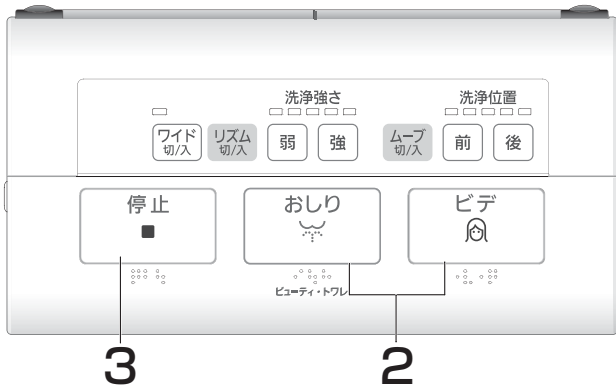 洗浄強さ
洗浄位置
ワイド
切/入
リズム
切/入
弱
強
ムーブ
切/入
前
後
停止
おしり
ビデ
ビューティ・トワレ
3
2